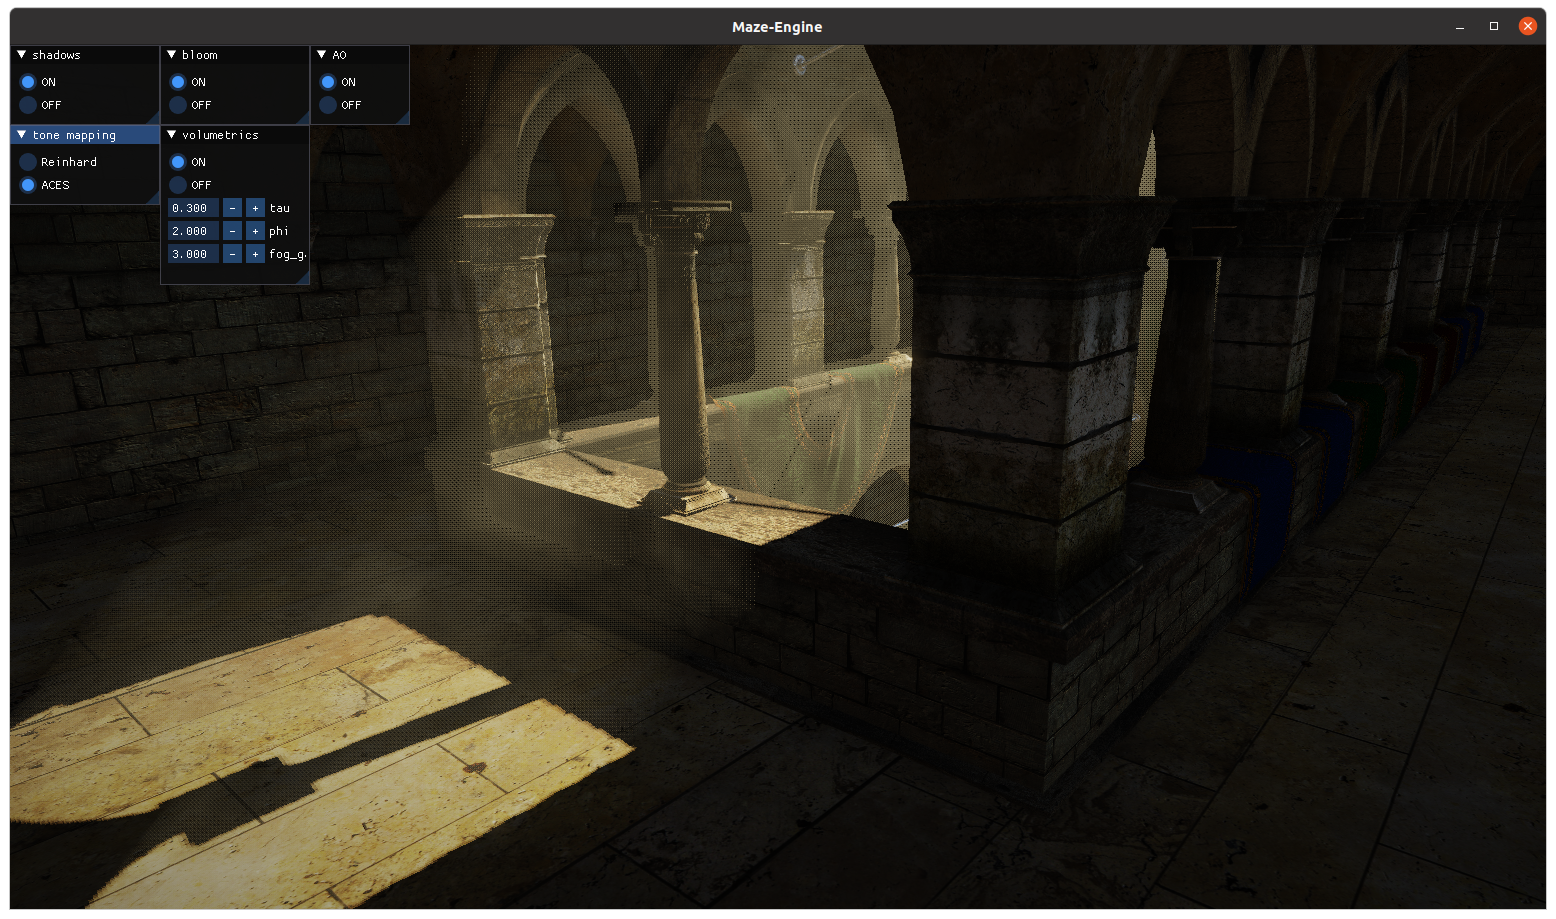 Maze-Engine
shadows
ON
OFF
bloom
ON
OFF
AO
ON
OFF
tone mapping
Reinhard
ACES
volumetrics
ON
OFF
0.300 - + tau
2.000 - + phi
3.000 - + fog_g